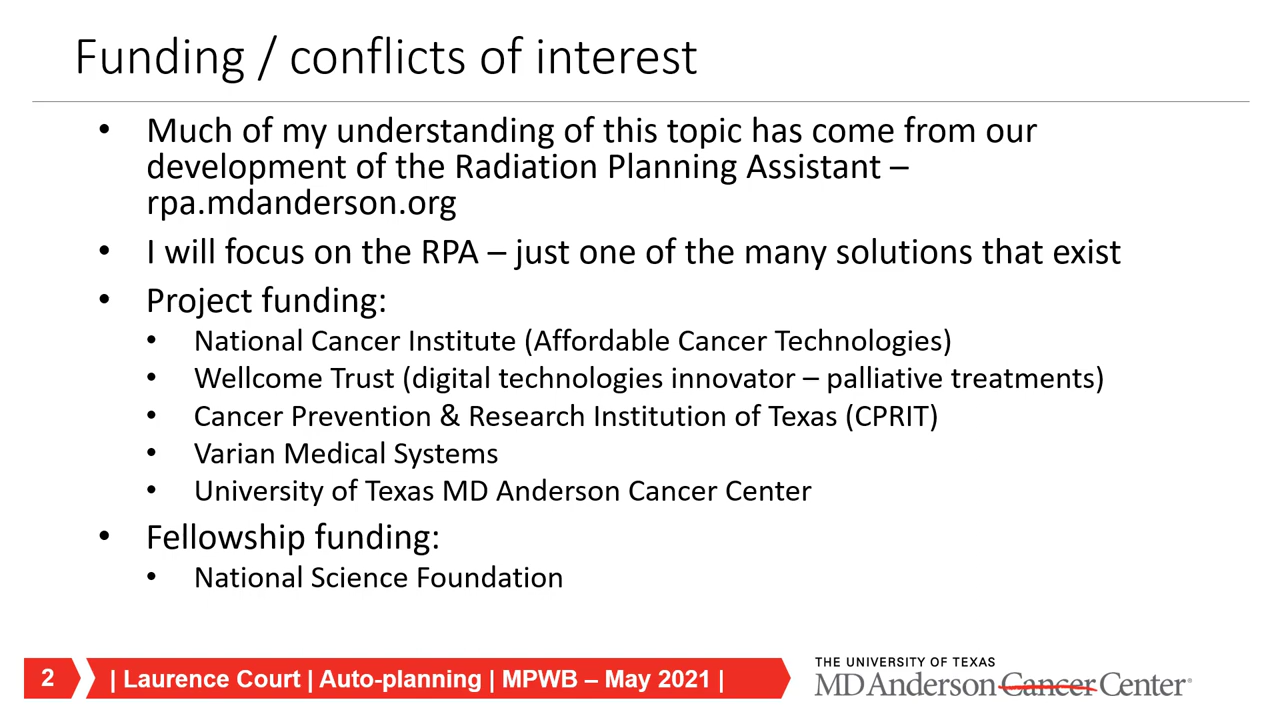 Funding / conflicts of interest
• Much of my understanding of this topic has come from our
development of the Radiation Planning Assistant –
rpa.mdanderson.org
• I will focus on the RPA – just one of the many solutions that exist
• Project funding:
• National Cancer Institute (Affordable Cancer Technologies)
• Wellcome Trust (digital technologies innovator – palliative treatments)
• Cancer Prevention & Research Institution of Texas (CPRIT)
• Varian Medical Systems
• University of Texas MD Anderson Cancer Center
• Fellowship funding:
• National Science Foundation
2 | Laurence Court | Auto-planning | MPWB – May 2021 |
THE UNIVERSITY OF TEXAS
MD Anderson Cancer Center®